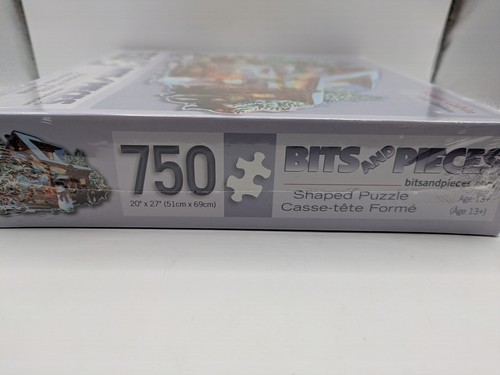 750
20" x 27" (51cm x 69cm)
BITS AND PIECES
bitsandpieces
Shaped Puzzle
Casse-tête Formé
Age 13+
(Âge 13+)